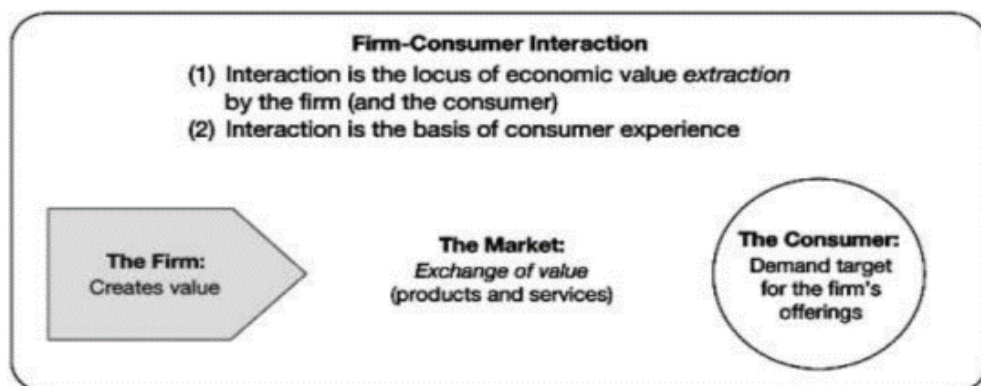 Firm-Consumer Interaction
(1) Interaction is the locus of economic value extraction
by the firm (and the consumer)
(2) Interaction is the basis of consumer experience
The Firm:
Creates value
The Market:
Exchange of value
(products and services)
The Consumer:
Demand target
for the firm's
offerings